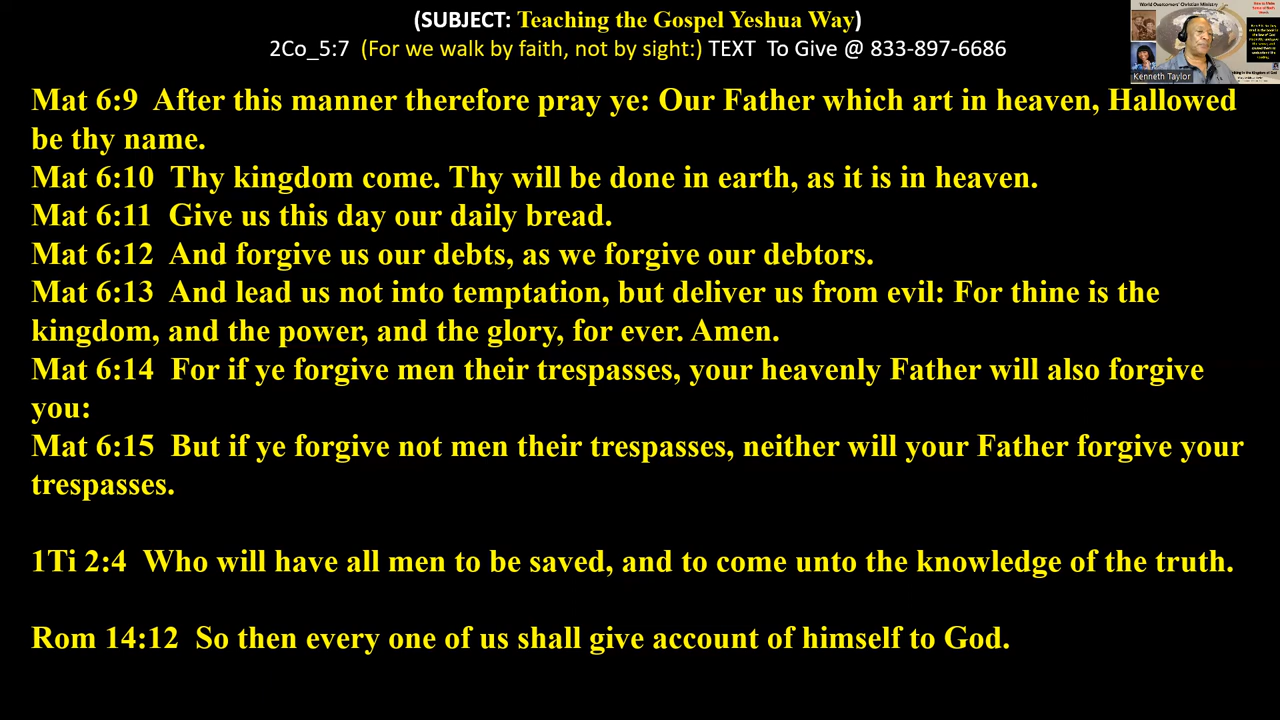 (SUBJECT: Teaching the Gospel Yeshua Way)
2Co_5:7 (For we walk by faith, not by sight:) TEXT To Give @ 833-897-6686
World Overcomers' Christian Ministry
Kenneth Taylor
Mat 6:9 After this manner therefore pray ye: Our Father which art in heaven, Hallowed
be thy name.
Mat 6:10 Thy kingdom come. Thy will be done in earth, as it is in heaven.
Mat 6:11 Give us this day our daily bread.
Mat 6:12 And forgive us our debts, as we forgive our debtors.
Mat 6:13 And lead us not into temptation, but deliver us from evil: For thine is the
kingdom, and the power, and the glory, for ever. Amen.
Mat 6:14 For if ye forgive men their trespasses, your heavenly Father will also forgive
you:
Mat 6:15 But if ye forgive not men their trespasses, neither will your Father forgive your
trespasses.
1Ti 2:4 Who will have all men to be saved, and to come unto the knowledge of the truth.
Rom 14:12 So then every one of us shall give account of himself to God.